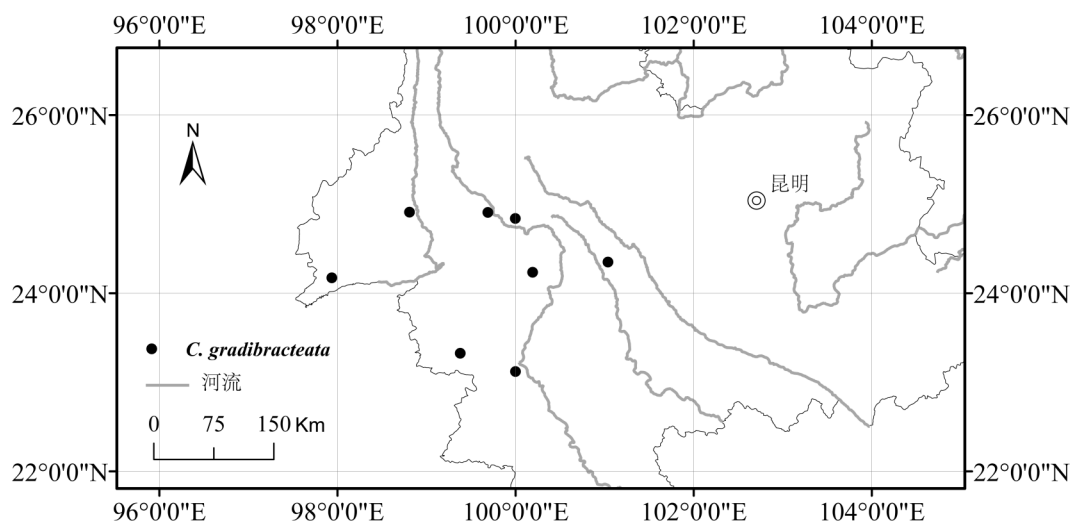 96°0'0"E 98°0'0"E 100°0'0"E 102°0'0"E 104°0'0"E
26°0'0"N 26°0'0"N
N
昆明
24°0'0"N 24°0'0"N
C. gradibracteata
河流
0 75 150 Km
22°0'0"N 22°0'0"N
96°0'0"E 98°0'0"E 100°0'0"E 102°0'0"E 104°0'0"E